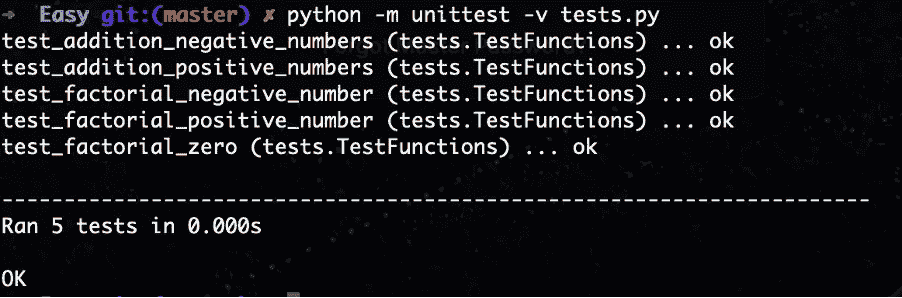 ➜ Easy git:(master) ✗ python -m unittest -v tests.py
test_addition_negative_numbers (tests.TestFunctions) ... ok
test_addition_positive_numbers (tests.TestFunctions) ... ok
test_factorial_negative_number (tests.TestFunctions) ... ok
test_factorial_positive_number (tests.TestFunctions) ... ok
test_factorial_zero (tests.TestFunctions) ... ok
----------------------------------------------------------------------
Ran 5 tests in 0.000s
OK